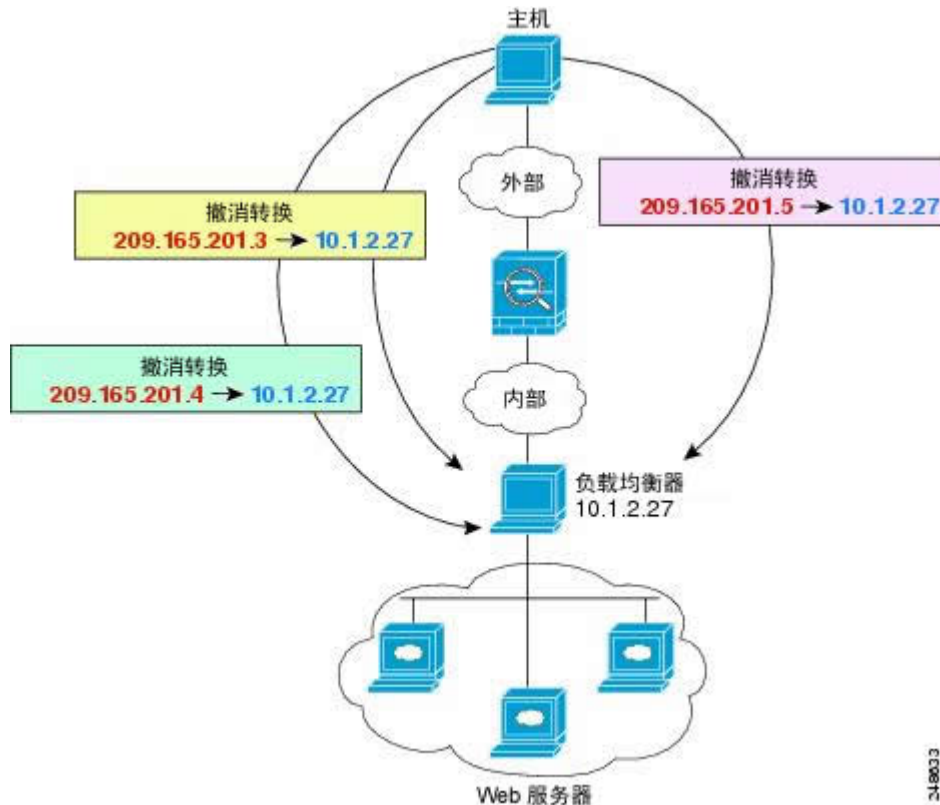 主机
外部
撤消转换
209.165.201.3 → 10.1.2.27
撤消转换
209.165.201.5 → 10.1.2.27
撤消转换
209.165.201.4 → 10.1.2.27
内部
负载均衡器
10.1.2.27
Web 服务器
248633